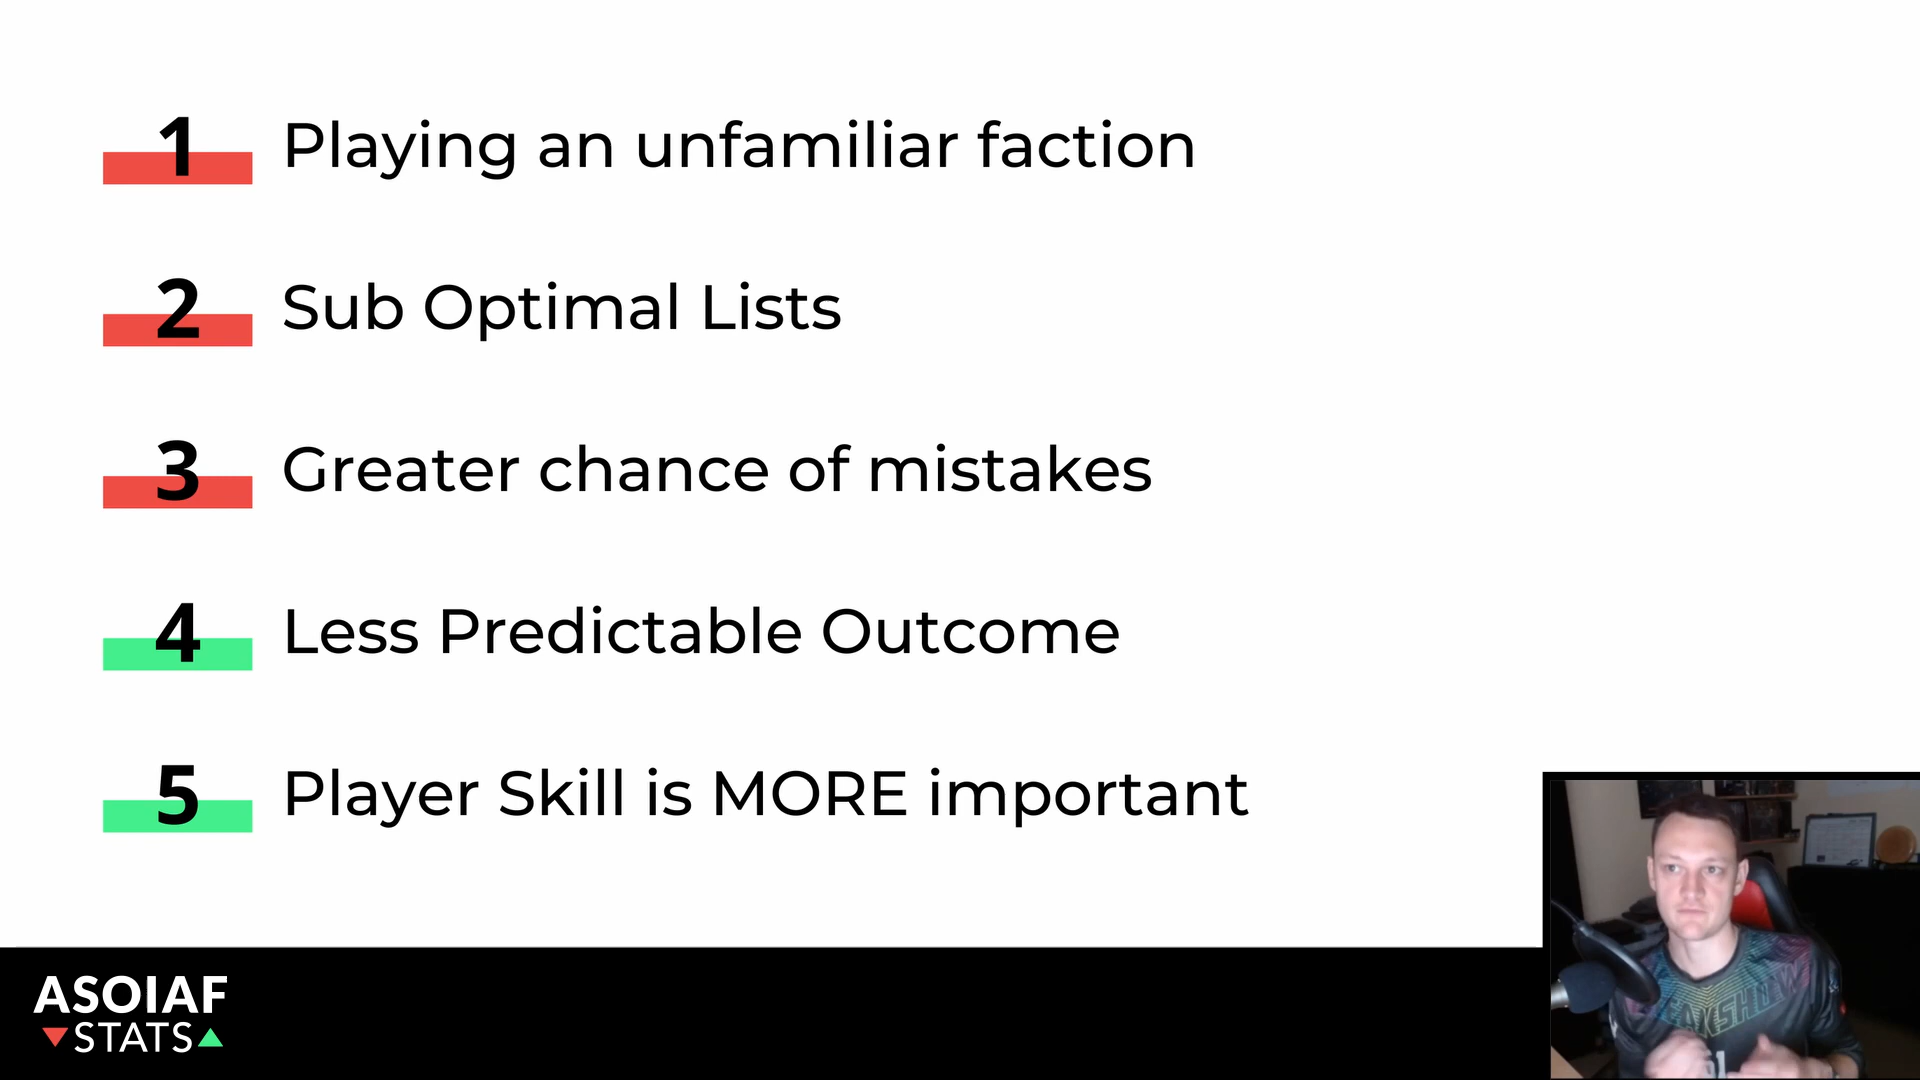 1 Playing an unfamiliar faction
2 Sub Optimal Lists
3 Greater chance of mistakes
4 Less Predictable Outcome
5 Player Skill is MORE important
ASOIAF
STATS